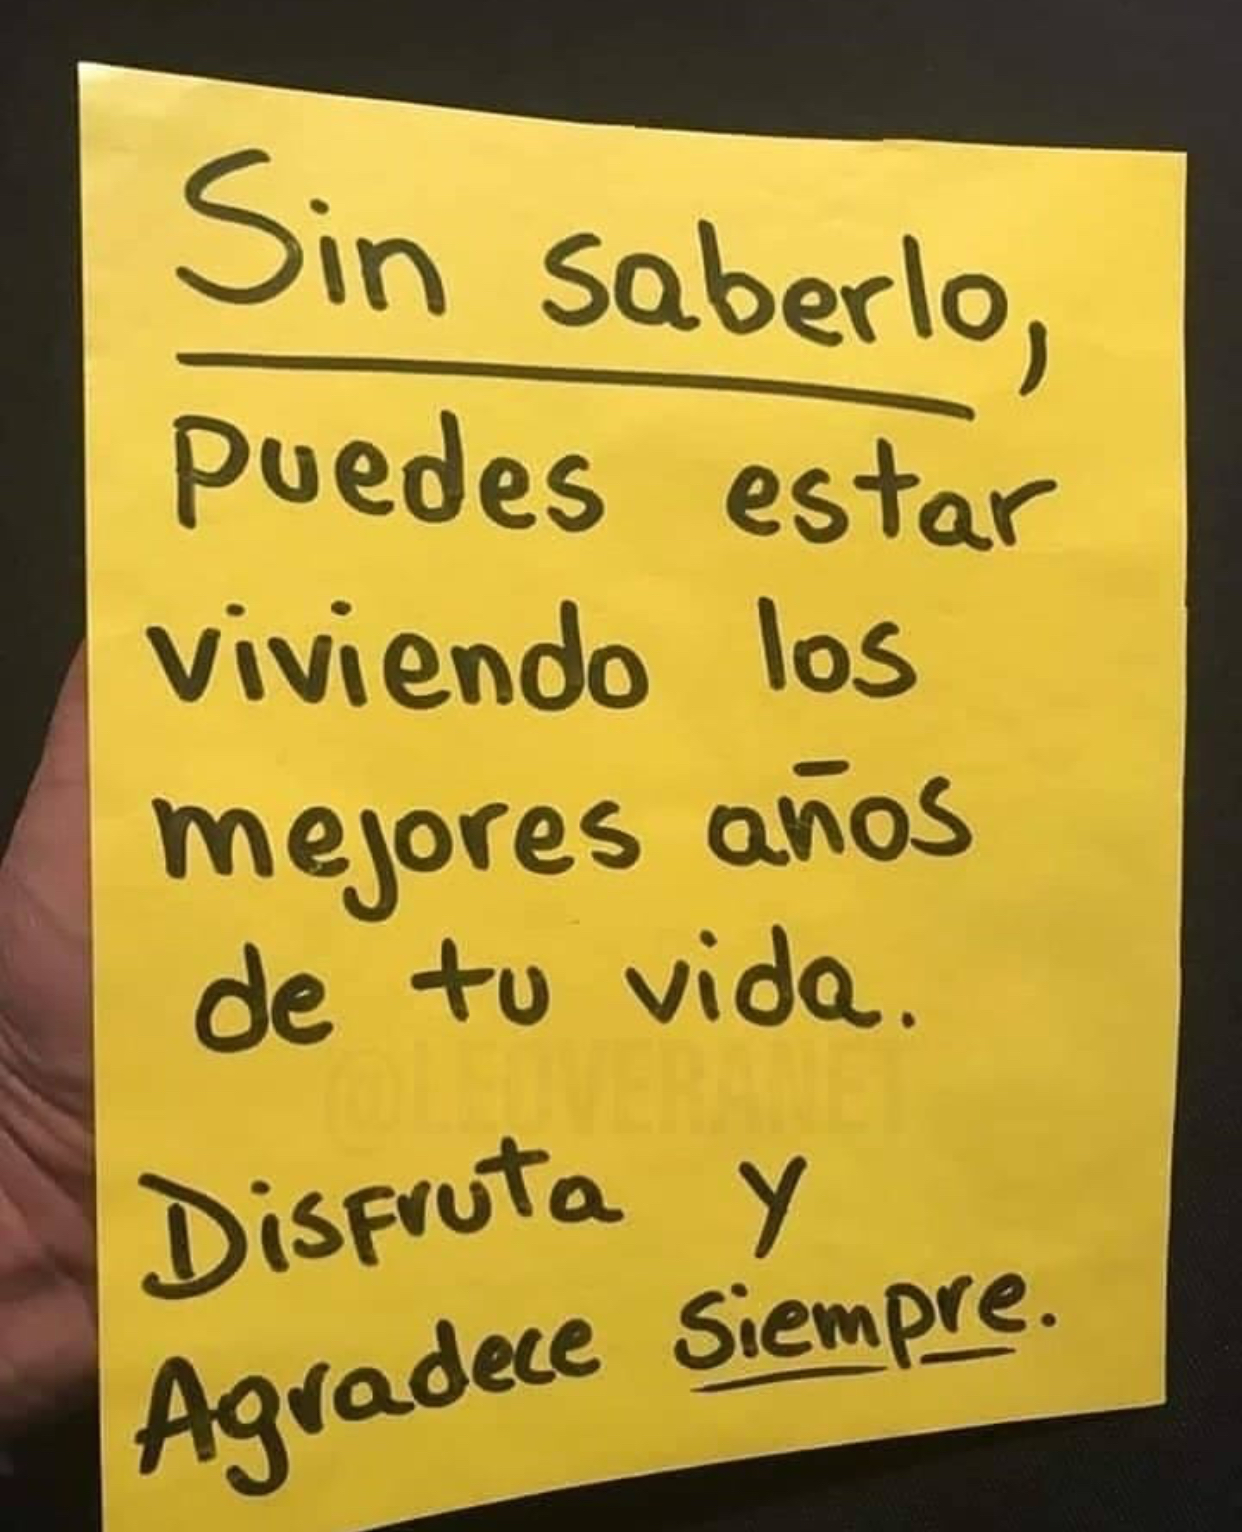 Sin saberlo,
puedes estar
viviendo los
mejores años
de tu vida.
@LEOVERANET
Disfruta y
Agradece siempre.